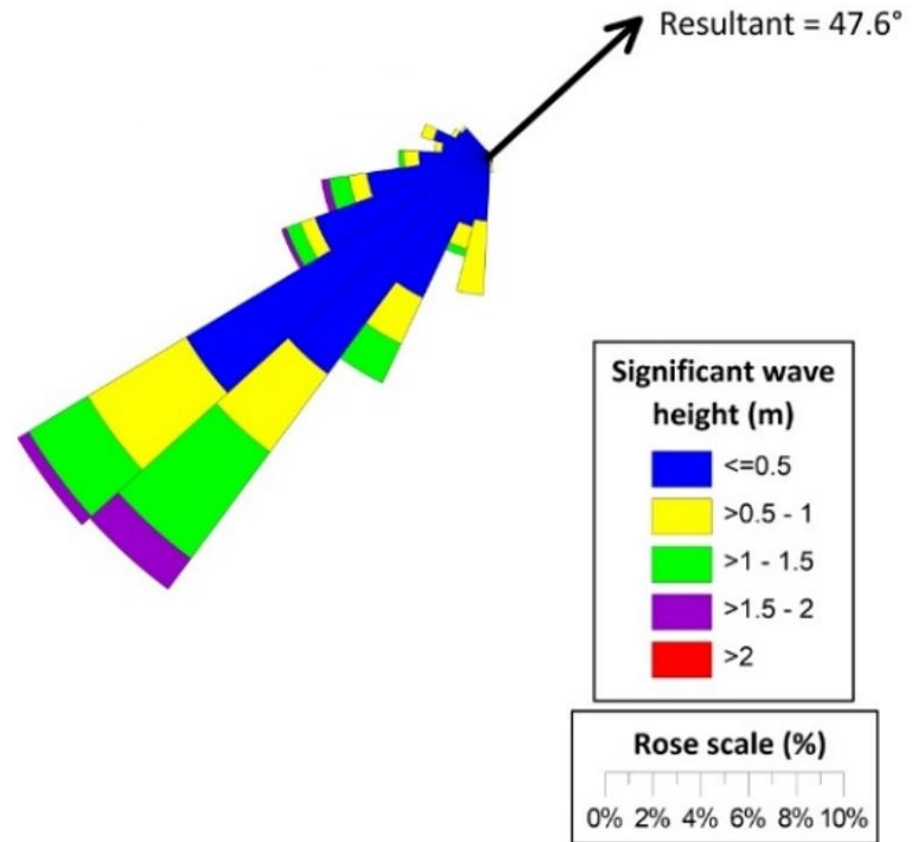 Resultant = 47.6°
Significant wave
height (m)
<=0.5
>0.5 - 1
>1 - 1.5
>1.5 - 2
>2
Rose scale (%)
0% 2% 4% 6% 8% 10%